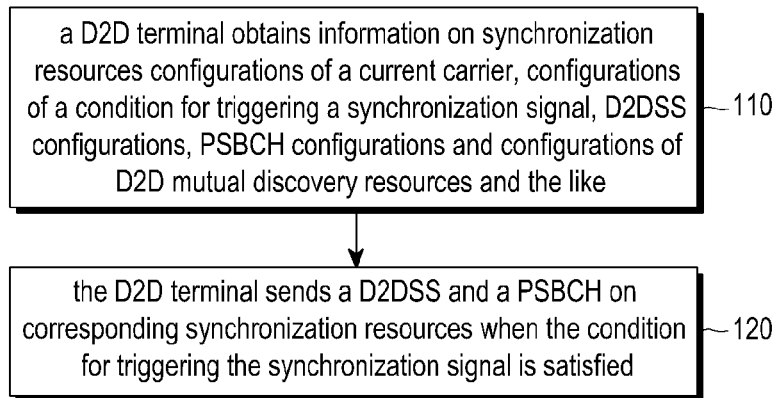 a D2D terminal obtains information on synchronization
resources configurations of a current carrier, configurations
of a condition for triggering a synchronization signal, D2DSS
configurations, PSBCH configurations and configurations of
D2D mutual discovery resources and the like
110
the D2D terminal sends a D2DSS and a PSBCH on
corresponding synchronization resources when the condition
for triggering the synchronization signal is satisfied
120